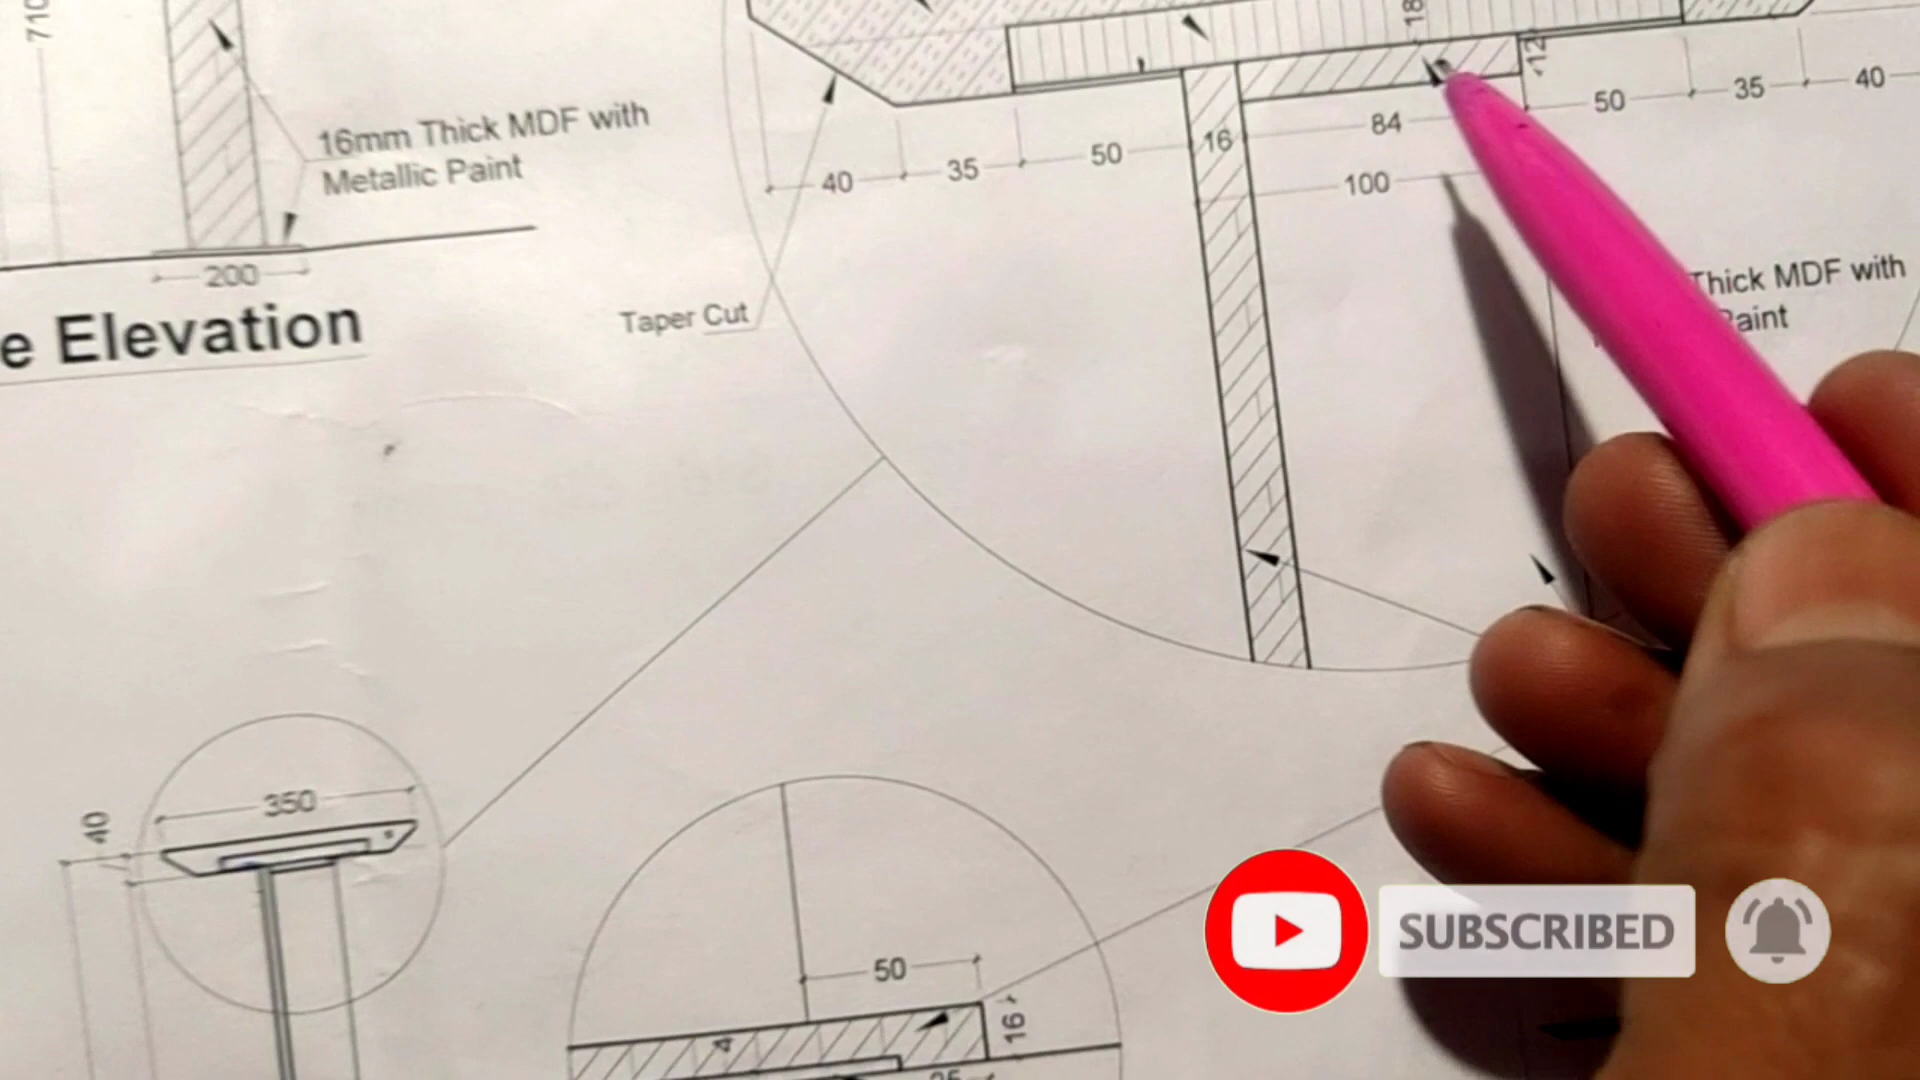 710
18
12
16mm Thick MDF with
Metallic Paint
40
35
50
16
84
50
35
40
100
200
e Elevation
Taper Cut
Thick MDF with
Paint
350
40
50
16
4
SUBSCRIBED